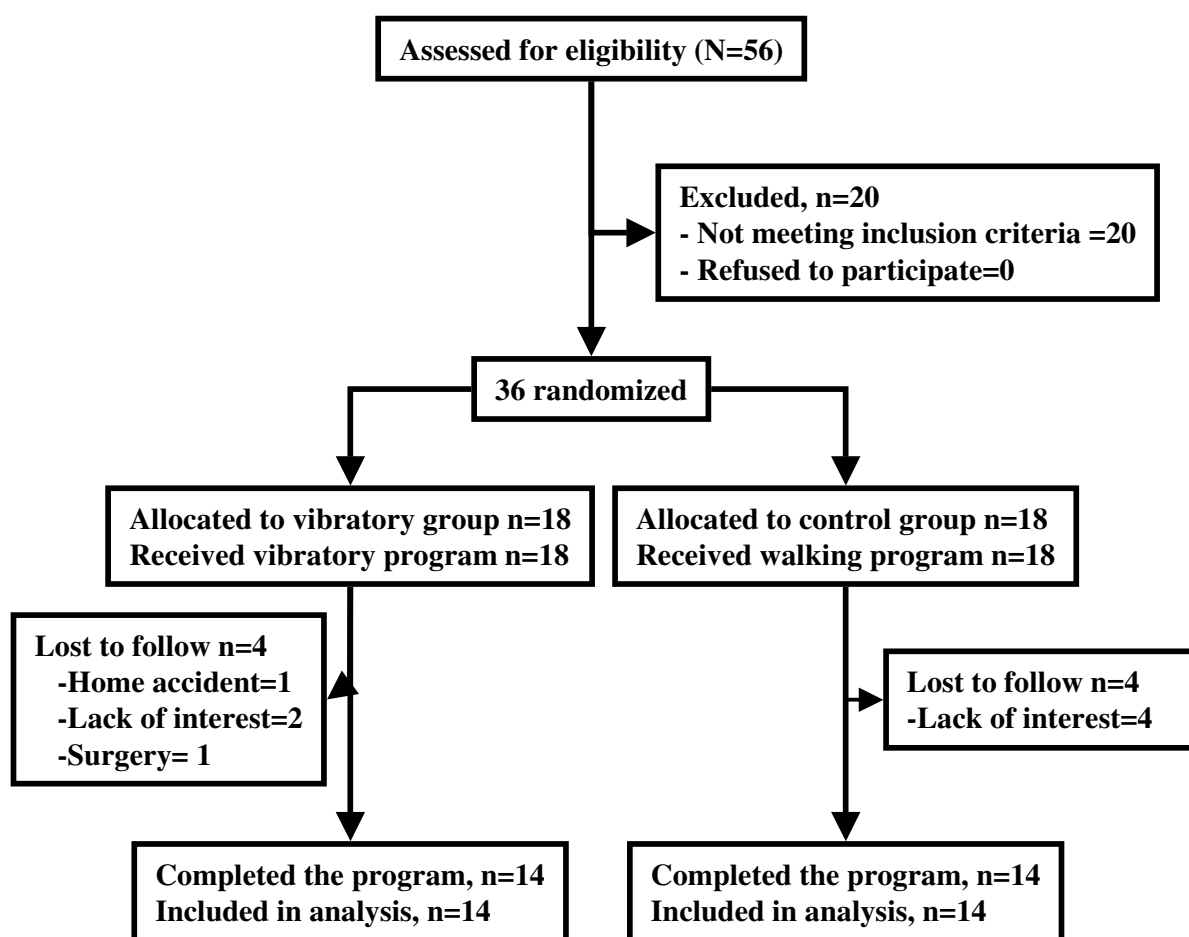 Assessed for eligibility (N=56)
Excluded, n=20
- Not meeting inclusion criteria =20
- Refused to participate=0
36 randomized
Allocated to vibratory group n=18
Received vibratory program n=18
Allocated to control group n=18
Received walking program n=18
Lost to follow n=4
-Home accident=1
-Lack of interest=2
-Surgery= 1
Lost to follow n=4
-Lack of interest=4
Completed the program, n=14
Included in analysis, n=14
Completed the program, n=14
Included in analysis, n=14